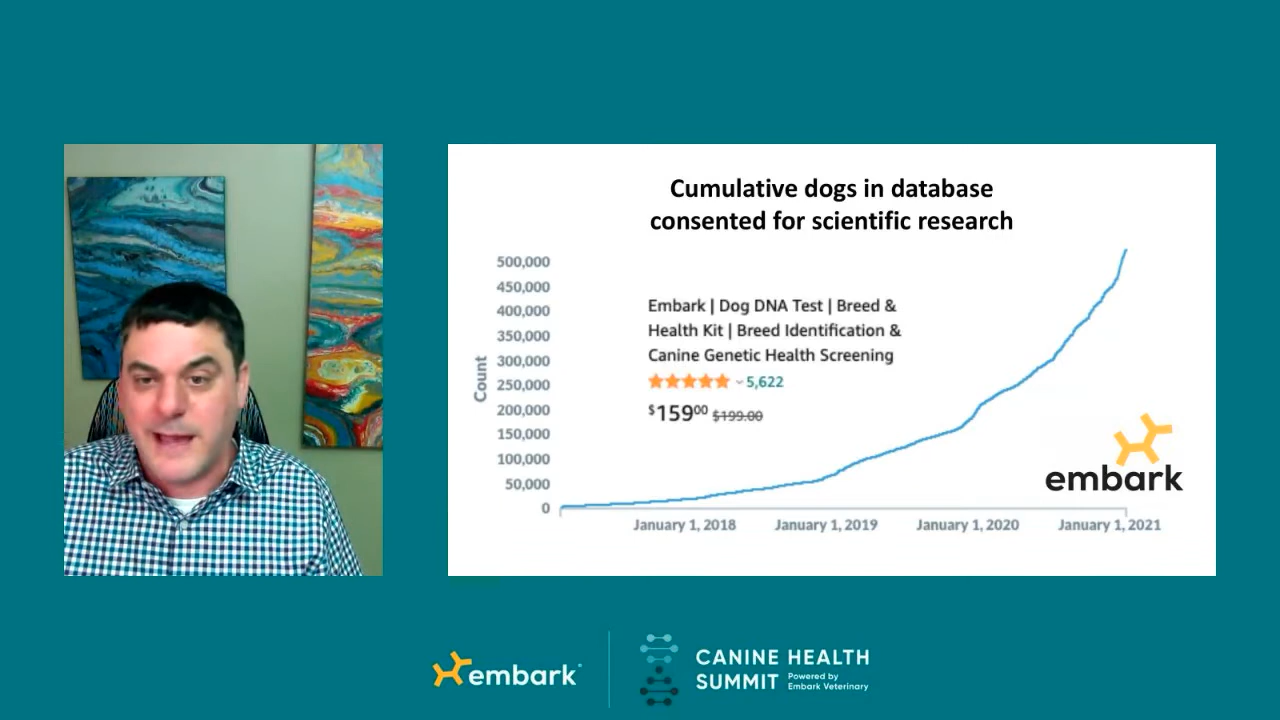 Cumulative dogs in database
consented for scientific research
500,000
450,000
400,000
350,000
300,000
250,000
200,000
150,000
100,000
50,000
0
Count
Embark | Dog DNA Test | Breed &
Health Kit | Breed Identification &
Canine Genetic Health Screening
5,622
$159⁰⁰ $199.00
embark
January 1, 2018
January 1, 2019
January 1, 2020
January 1, 2021
embark
CANINE HEALTH
SUMMIT
Powered by
Embark Veterinary